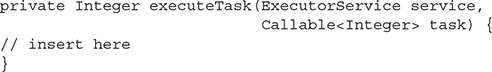 private Integer executeTask(ExecutorService service,
                            Callable<Integer> task) {
// insert here
}